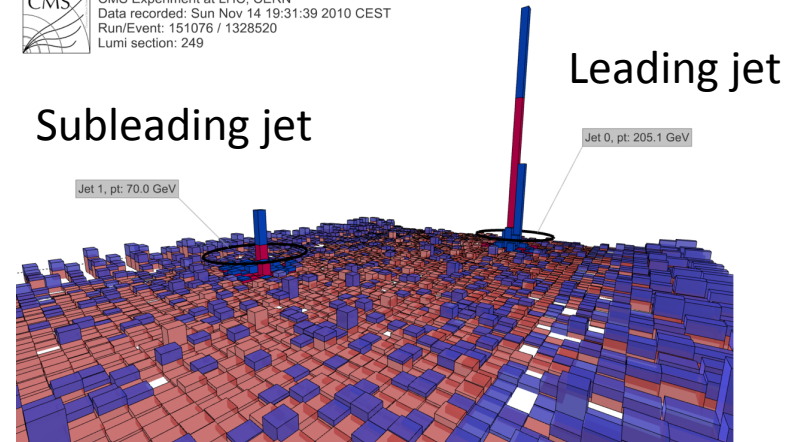 CMS
CMS Experiment at LHC, CERN
Data recorded: Sun Nov 14 19:31:39 2010 CEST
Run/Event: 151076 / 1328520
Lumi section: 249
Leading jet
Subleading jet
Jet 0, pt: 205.1 GeV
Jet 1, pt: 70.0 GeV